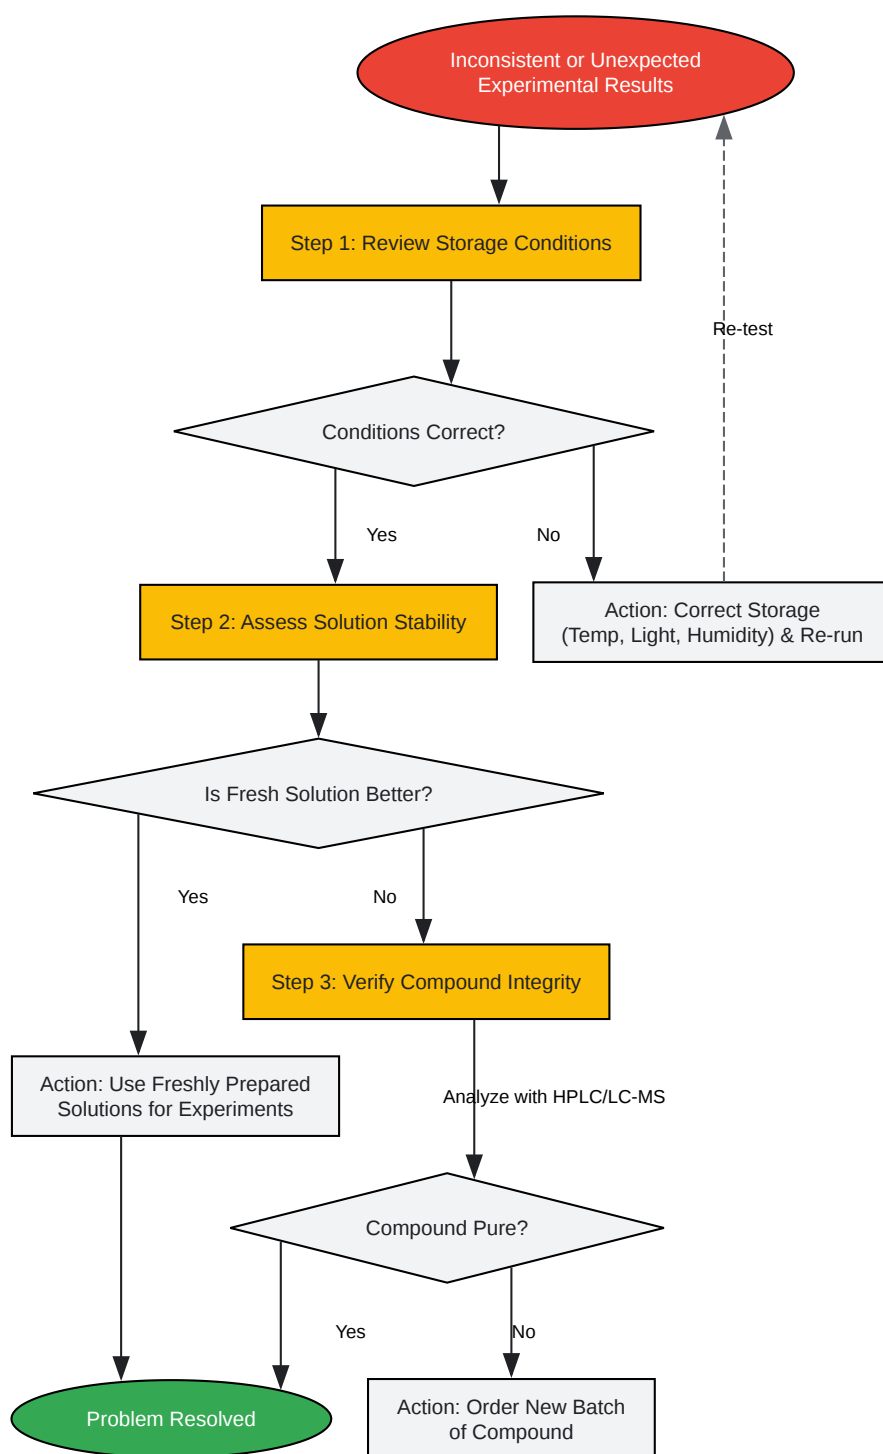 Inconsistent or Unexpected
Experimental Results
Step 1: Review Storage Conditions
Re-test
Conditions Correct?
Yes
No
Step 2: Assess Solution Stability
Action: Correct Storage
(Temp, Light, Humidity) & Re-run
Is Fresh Solution Better?
Yes
No
Step 3: Verify Compound Integrity
Action: Use Freshly Prepared
Solutions for Experiments
Analyze with HPLC/LC-MS
Compound Pure?
Yes
No
Problem Resolved
Action: Order New Batch
of Compound